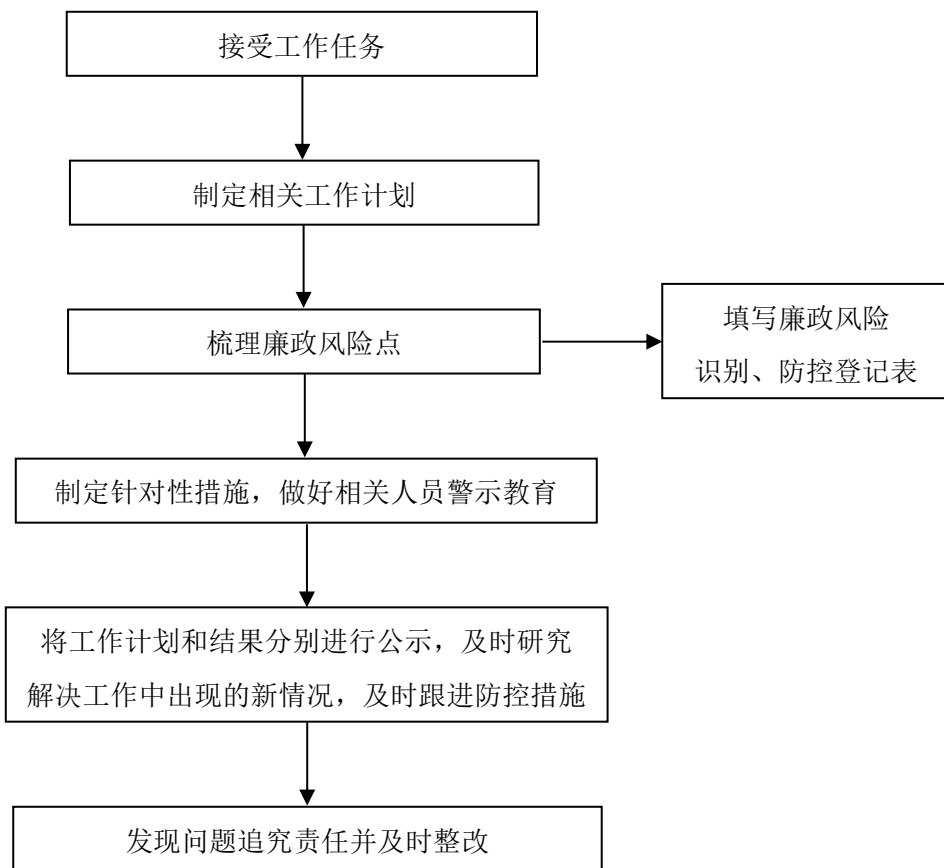 接受工作任务
制定相关工作计划
梳理廉政风险点
填写廉政风险
识别、防控登记表
制定针对性措施，做好相关人员警示教育
将工作计划和结果分别进行公示，及时研究
解决工作中出现的新情况，及时跟进防控措施
发现问题追究责任并及时整改